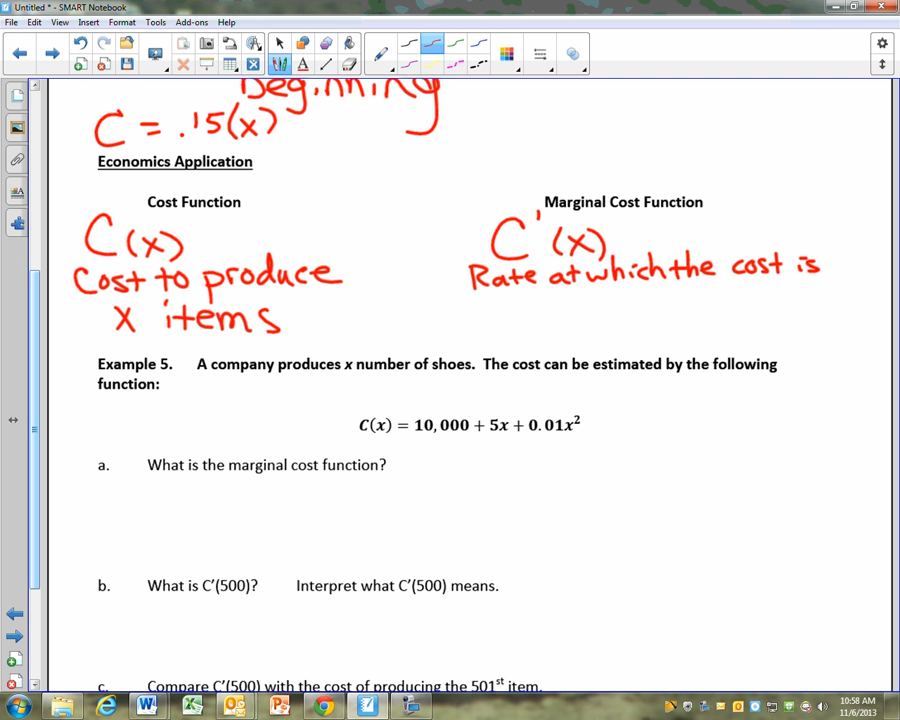 Untitled * - SMART Notebook
File Edit View Insert Format Tools Add-ons Help
Beginning
C = .15(x)
Economics Application
Cost Function Marginal Cost Function
C(x) C'(x)
Cost to produce Rate at which the cost is
x items
Example 5. A company produces x number of shoes. The cost can be estimated by the following
function:
C(x) = 10,000 + 5x + 0.01x²
a. What is the marginal cost function?
b. What is C'(500)? Interpret what C'(500) means.
c. Compare C'(500) with the cost of producing the 501st item.
10:58 AM
11/6/2013